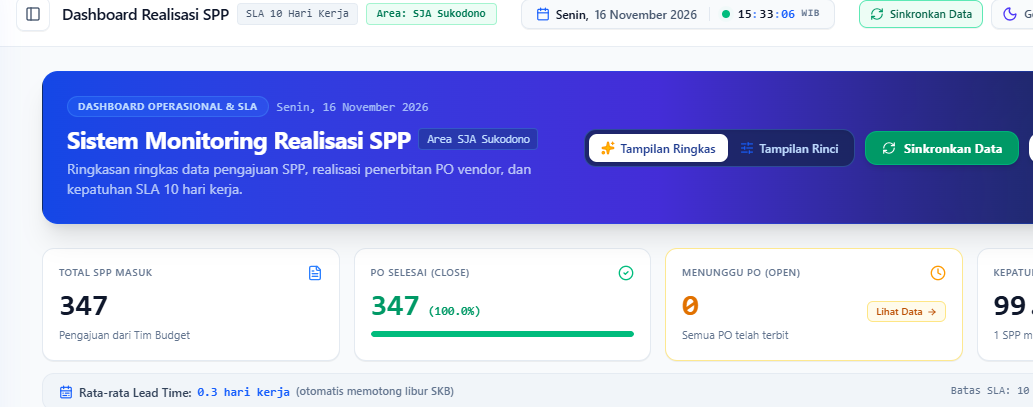 Dashboard Realisasi SPP SLA 10 Hari Kerja Area: SJA Sukodono Senin, 16 November 2026 15:33:06 WIB Sinkronkan Data
DASHBOARD OPERASIONAL & SLA Senin, 16 November 2026
Sistem Monitoring Realisasi SPP Area SJA Sukodono
Ringkasan ringkas data pengajuan SPP, realisasi penerbitan PO vendor, dan
kepatuhan SLA 10 hari kerja.
Tampilan Ringkas Tampilan Rinci Sinkronkan Data
TOTAL SPP MASUK
347
Pengajuan dari Tim Budget
PO SELESAI (CLOSE)
347 (100.0%)
MENUNGGU PO (OPEN)
0
Lihat Data →
Semua PO telah terbit
99.
1 SPP
Rata-rata Lead Time: 0.3 hari kerja (otomatis memotong libur SKB)
Batas SLA: 10